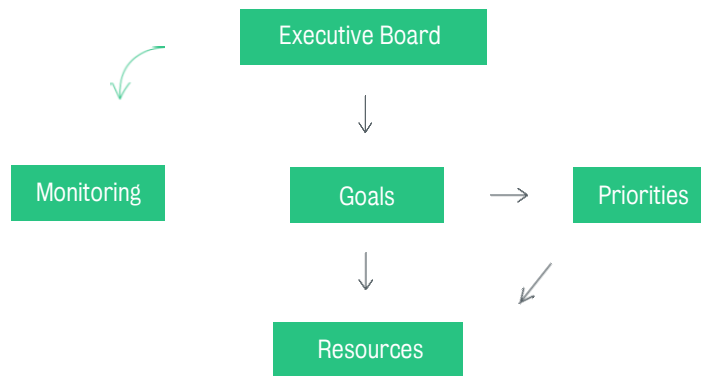 Executive Board
Monitoring
Goals
Priorities
Resources